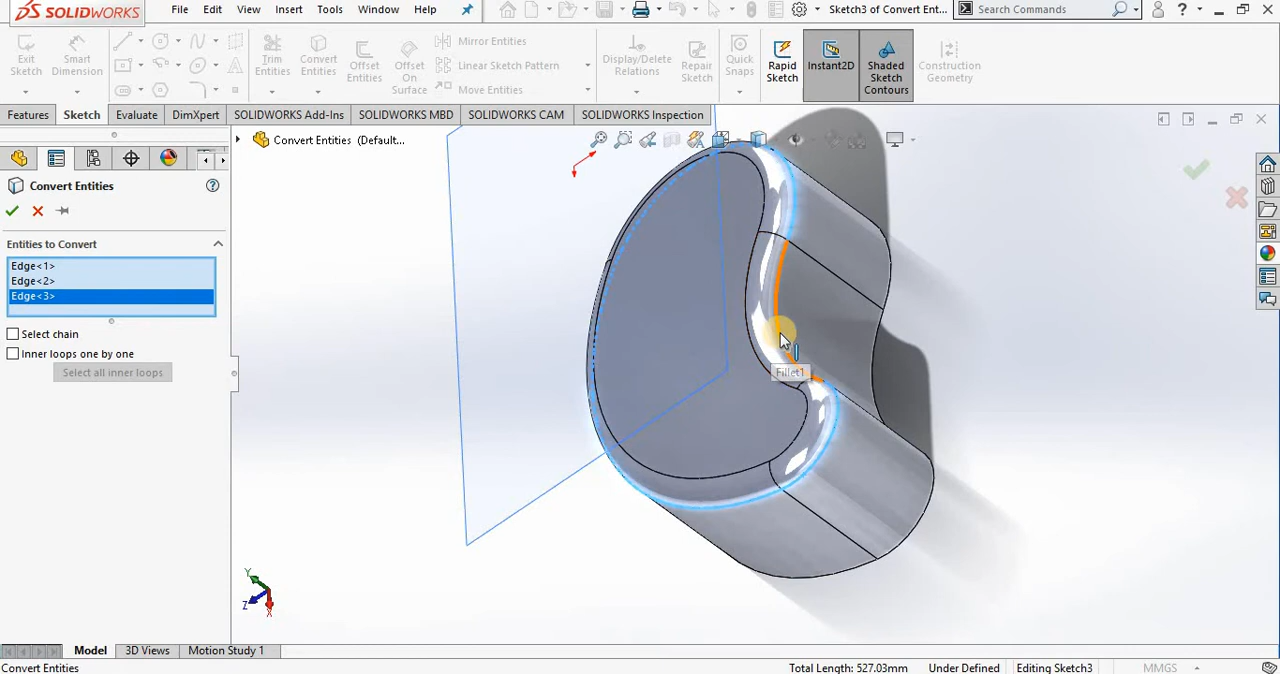 SOLIDWORKS File Edit View Insert Tools Window Help Sketch3 of Convert Ent... Search Commands ?
Exit Sketch
Smart Dimension
Trim Entities
Convert Entities
Offset Entities
Offset On Surface
Mirror Entities
Linear Sketch Pattern
Move Entities
Display/Delete Relations
Repair Sketch
Quick Snaps
Rapid Sketch
Instant2D
Shaded Sketch Contours
Construction Geometry
Features Sketch Evaluate DimXpert SOLIDWORKS Add-Ins SOLIDWORKS MBD SOLIDWORKS CAM SOLIDWORKS Inspection
Convert Entities (Default...
Convert Entities ?
Entities to Convert
Edge<1>
Edge<2>
Edge<3>
Select chain
Inner loops one by one
Select all inner loops
Fillet1
Y
Z
X
Model 3D Views Motion Study 1
Convert Entities Total Length: 527.03mm Under Defined Editing Sketch3 MMGS